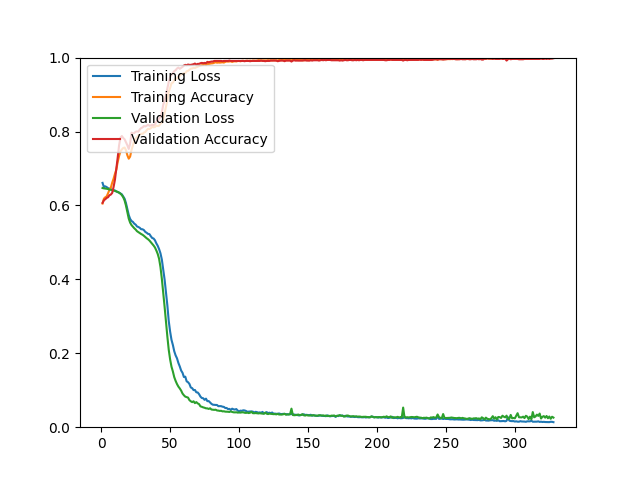 1.0
0.8
0.6
0.4
0.2
0.0
Training Loss
Training Accuracy
Validation Loss
Validation Accuracy
0 50 100 150 200 250 300